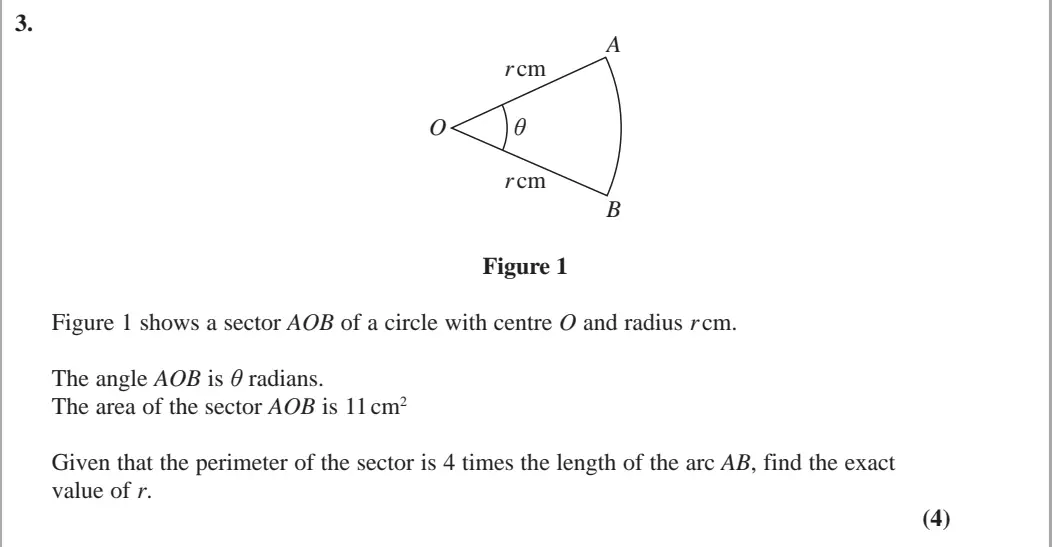 3.
A
r cm
O
θ
r cm
B
Figure 1
Figure 1 shows a sector AOB of a circle with centre O and radius r cm.
The angle AOB is θ radians.
The area of the sector AOB is 11 cm²
Given that the perimeter of the sector is 4 times the length of the arc AB, find the exact
value of r.
(4)